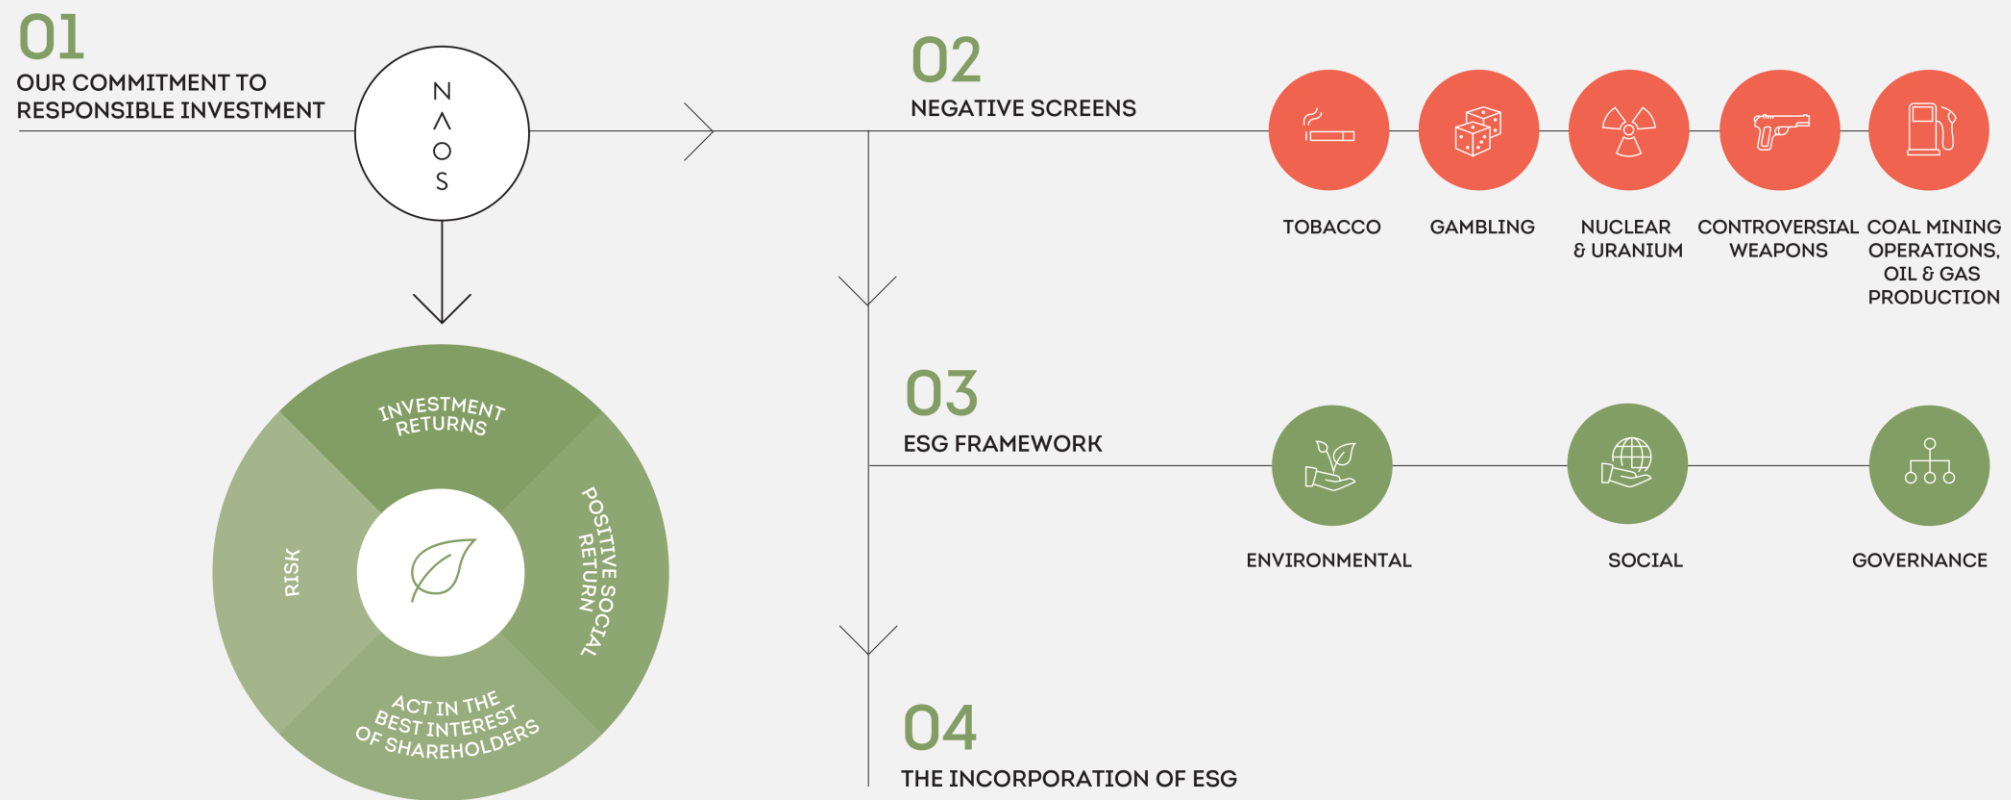 01
OUR COMMITMENT TO
RESPONSIBLE INVESTMENT
N
Λ
O
S
INVESTMENT
RETURNS
POSITIVE SOCIAL
RETURN
ACT IN THE
BEST INTEREST
OF SHAREHOLDERS
RISK
02
NEGATIVE SCREENS
TOBACCO
GAMBLING
NUCLEAR
& URANIUM
CONTROVERSIAL
WEAPONS
COAL MINING
OPERATIONS,
OIL & GAS
PRODUCTION
03
ESG FRAMEWORK
ENVIRONMENTAL
SOCIAL
GOVERNANCE
04
THE INCORPORATION OF ESG